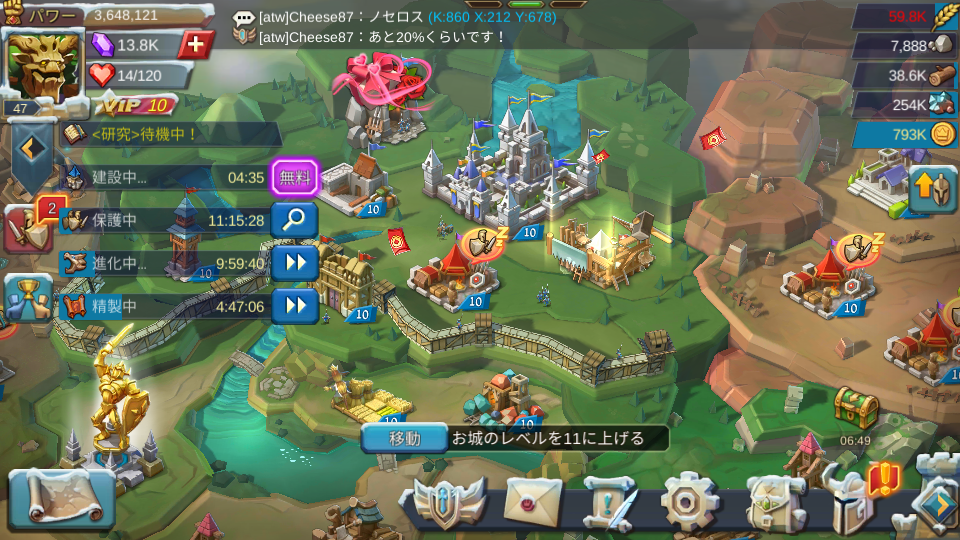 パワー 3,648,121
[atw]Cheese87：ノセロス (K:860 X:212 Y:678)
[atw]Cheese87：あと20%くらいです！
59.8K
13.8K
7,888
14/120
38.6K
47
VIP 10
254K
<研究>待機中！
793K
建設中... 04:35 無料
2
保護中 11:15:28
進化中... 9:59:40
精製中 4:47:06
10
10
10
10
10
10
10
10
10
移動 お城のレベルを11に上げる
06:49